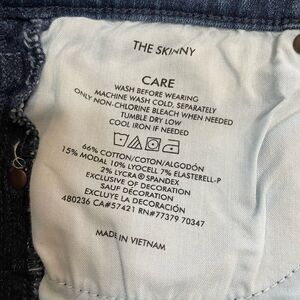 THE SKINNY
CARE
WASH BEFORE WEARING
MACHINE WASH COLD, SEPARATELY
ONLY NON-CHLORINE BLEACH WHEN NEEDED
TUMBLE DRY LOW
COOL IRON IF NEEDED
66% COTTON/COTON/ALGODÓN
15% MODAL 10% LYOCELL 7% ELASTERELL-P
2% LYCRA® SPANDEX
EXCLUSIVE OF DECORATION
SAUF DÉCORATION
EXCLUYE LA DECORACIÓN
480236 CA#57421 RN#77379 70347
MADE IN VIETNAM